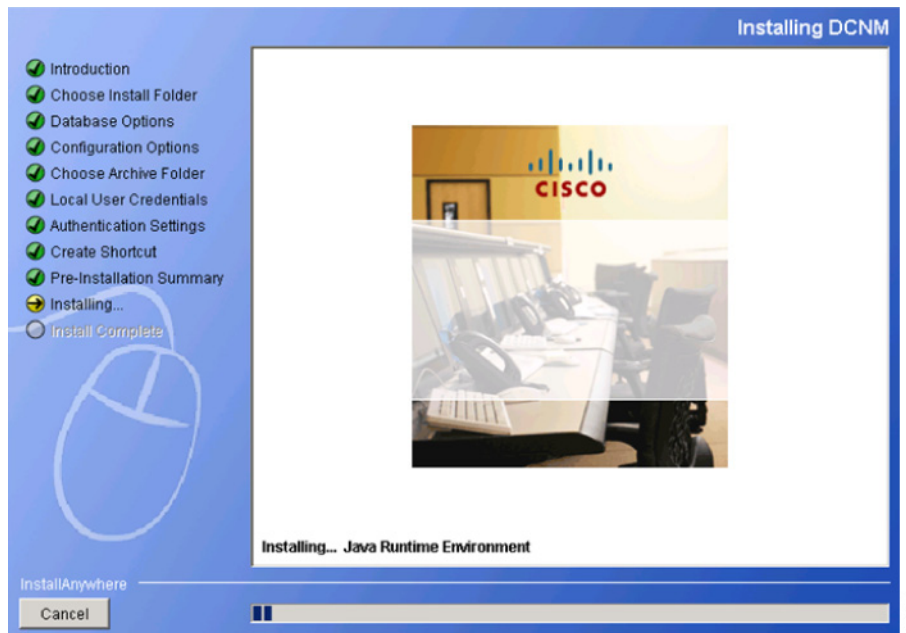 Installing DCNM
Introduction
Choose Install Folder
Database Options
Configuration Options
Choose Archive Folder
Local User Credentials
Authentication Settings
Create Shortcut
Pre-Installation Summary
Installing...
Install Complete
CISCO
Installing... Java Runtime Environment
InstallAnywhere
Cancel